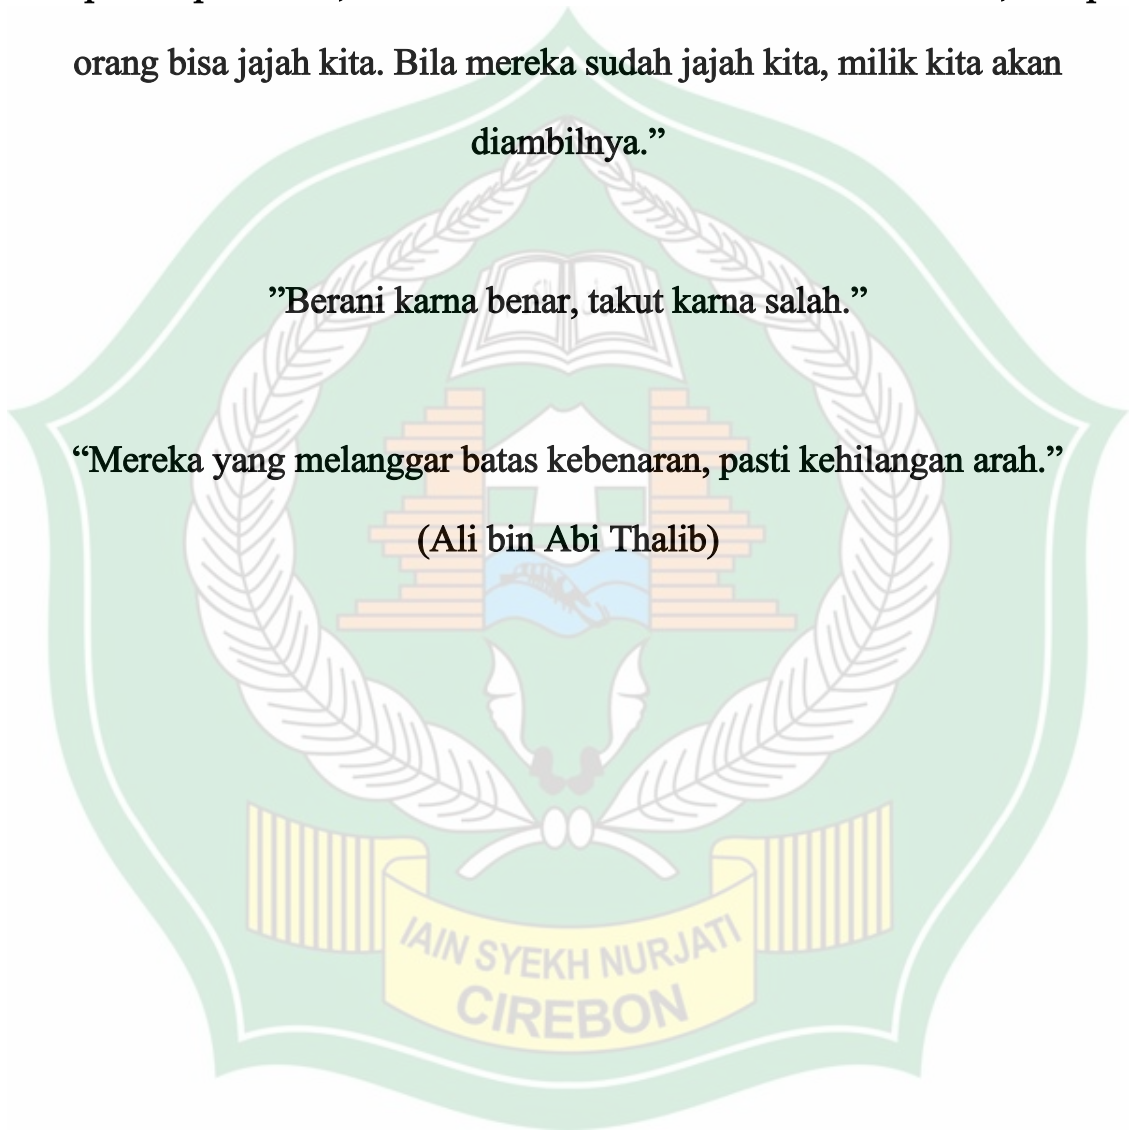 orang bisa jajah kita. Bila mereka sudah jajah kita, milik kita akan
diambilnya.”
”Berani karna benar, takut karna salah.”
“Mereka yang melanggar batas kebenaran, pasti kehilangan arah.”
(Ali bin Abi Thalib)
IAIN SYEKH NURJATI
CIREBON